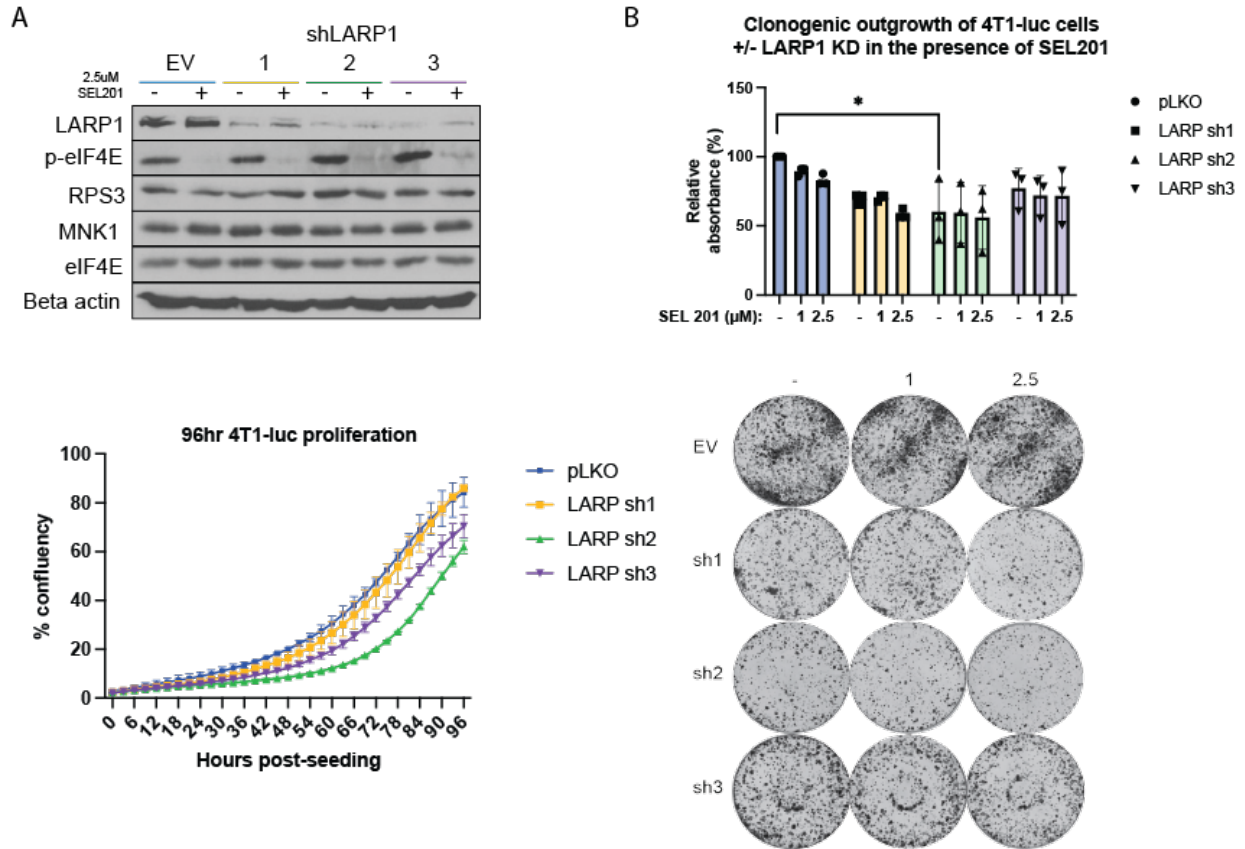 A
shLARP1
EV 1 2 3
2.5uM
SEL201 - + - + - + - +
LARP1
p-eIF4E
RPS3
MNK1
eIF4E
Beta actin
96hr 4T1-luc proliferation
% confluency
100
80
60
40
20
0
0 6 12 18 24 30 36 42 48 54 60 66 72 78 84 90 96
Hours post-seeding
pLKO
LARP sh1
LARP sh2
LARP sh3
B
Clonogenic outgrowth of 4T1-luc cells
+/- LARP1 KD in the presence of SEL201
Relative
absorbance (%)
150
100
50
0
*
SEL 201 (μM): - 1 2.5 - 1 2.5 - 1 2.5 - 1 2.5
pLKO
LARP sh1
LARP sh2
LARP sh3
- 1 2.5
EV
sh1
sh2
sh3